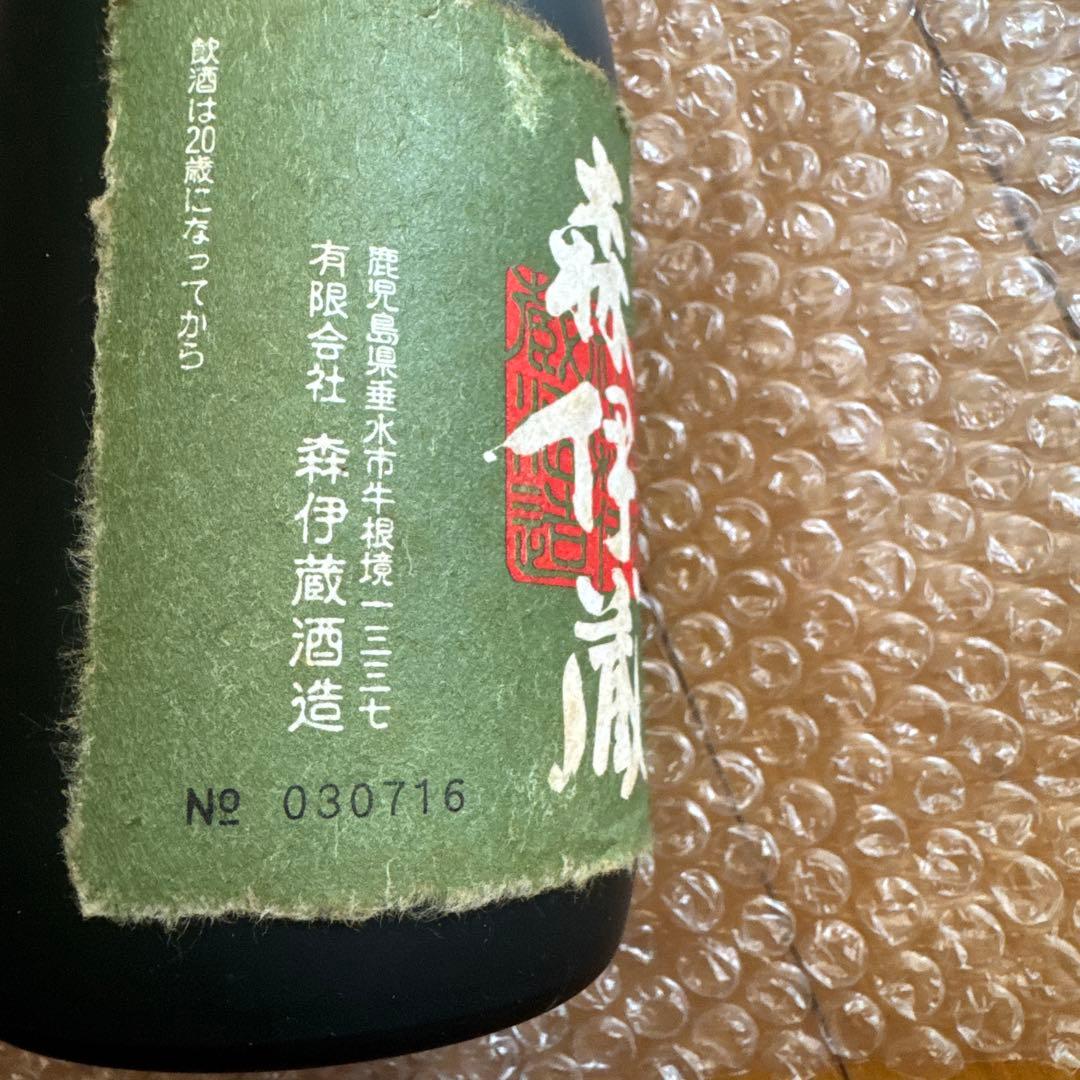 森伊蔵
鹿児島県垂水市牛根境一三三七
有限会社 森伊蔵酒造
飲酒は20歳になってから
№ 030716